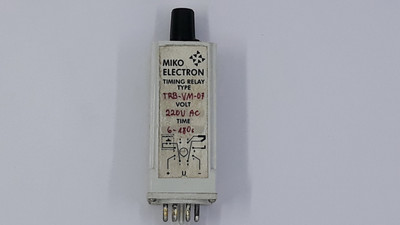 MIKO
ELECTRON
TIMING RELAY
TYPE
TRB-VM-01
VOLT
220V AC
TIME
6-180s
U